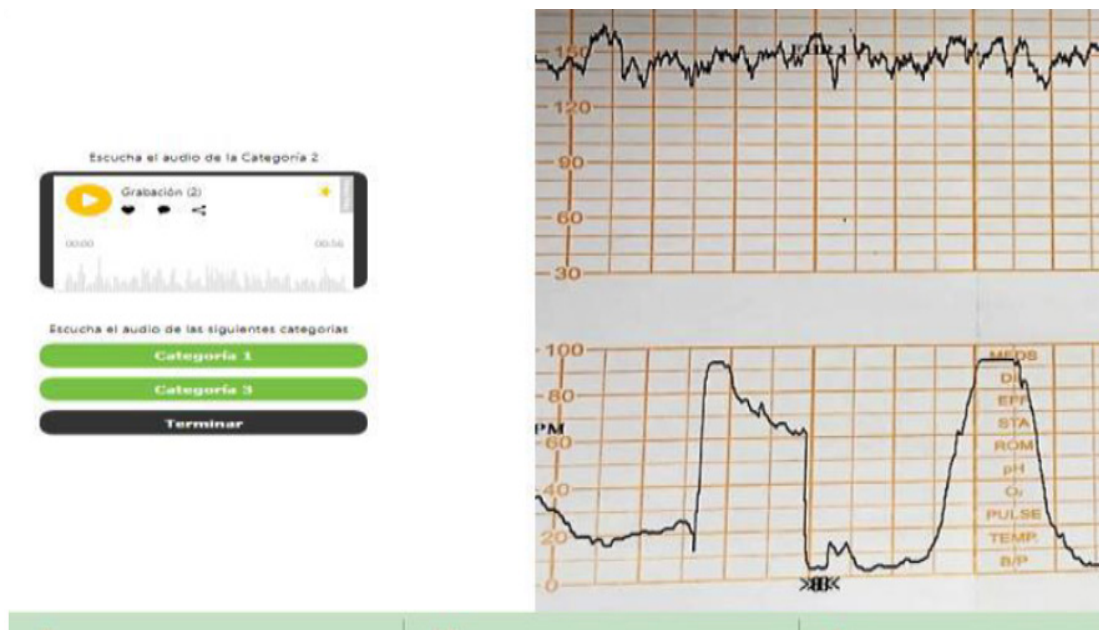 Escucha el audio de la Categoría 2
Grabación (2)
00:00
00:56
Escucha el audio de las siguientes categorías
Categoría 1
Categoría 3
Terminar
150
120
90
60
30
100
80
60
40
20
0
PM
MEDS
DIL
EFF
STA
ROM
pH
O₂
PULSE
TEMP.
B/P